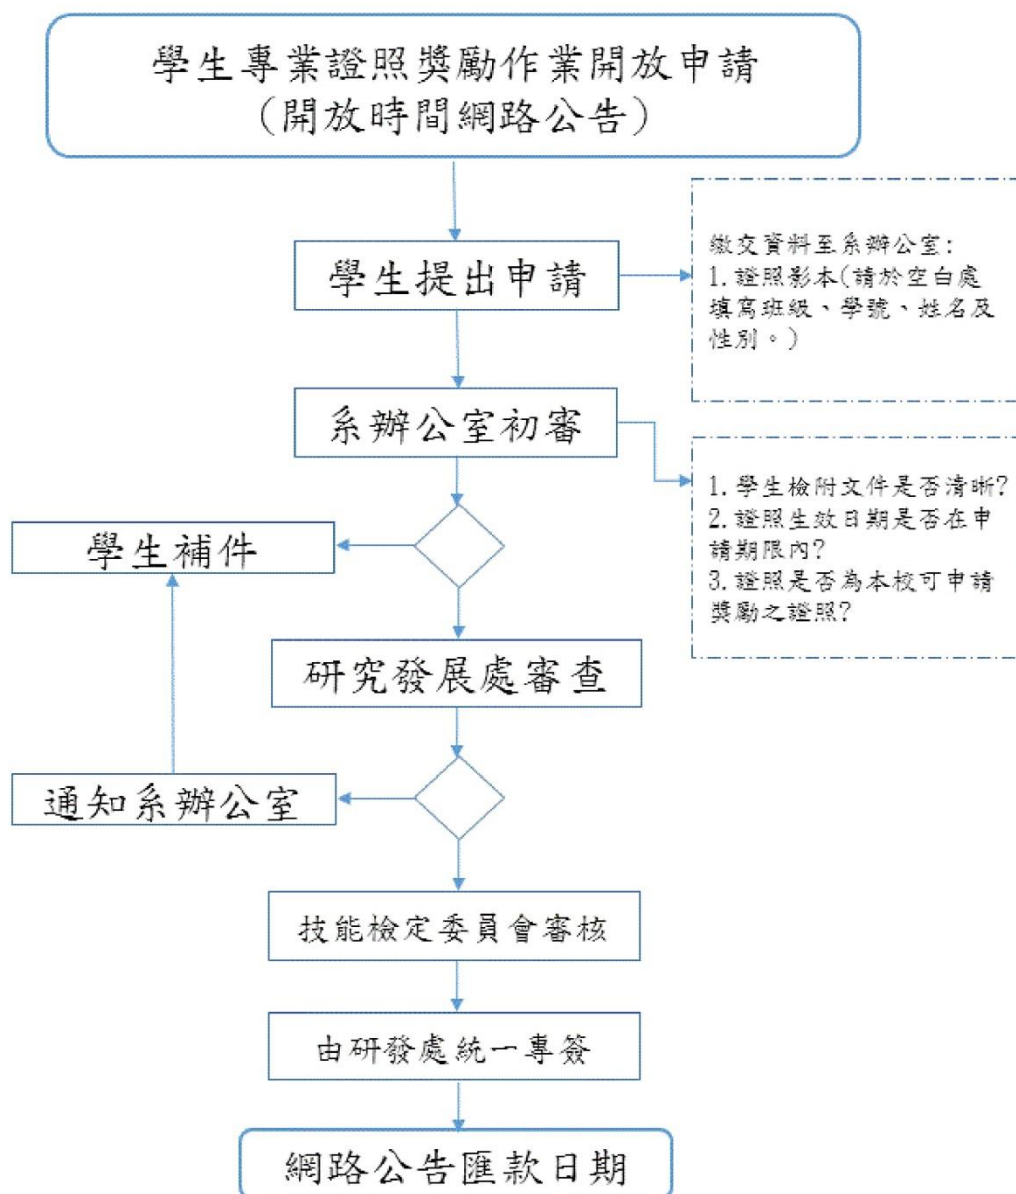 學生專業證照獎勵作業開放申請
(開放時間網路公告)
學生提出申請
繳交資料至系辦公室:
1.證照影本(請於空白處
填寫班級、學號、姓名及
性別。)
系辦公室初審
1.學生檢附文件是否清晰?
2.證照生效日期是否在申
請期限內?
3.證照是否為本校可申請
獎勵之證照?
學生補件
研究發展處審查
通知系辦公室
技能檢定委員會審核
由研發處統一專簽
網路公告匯款日期